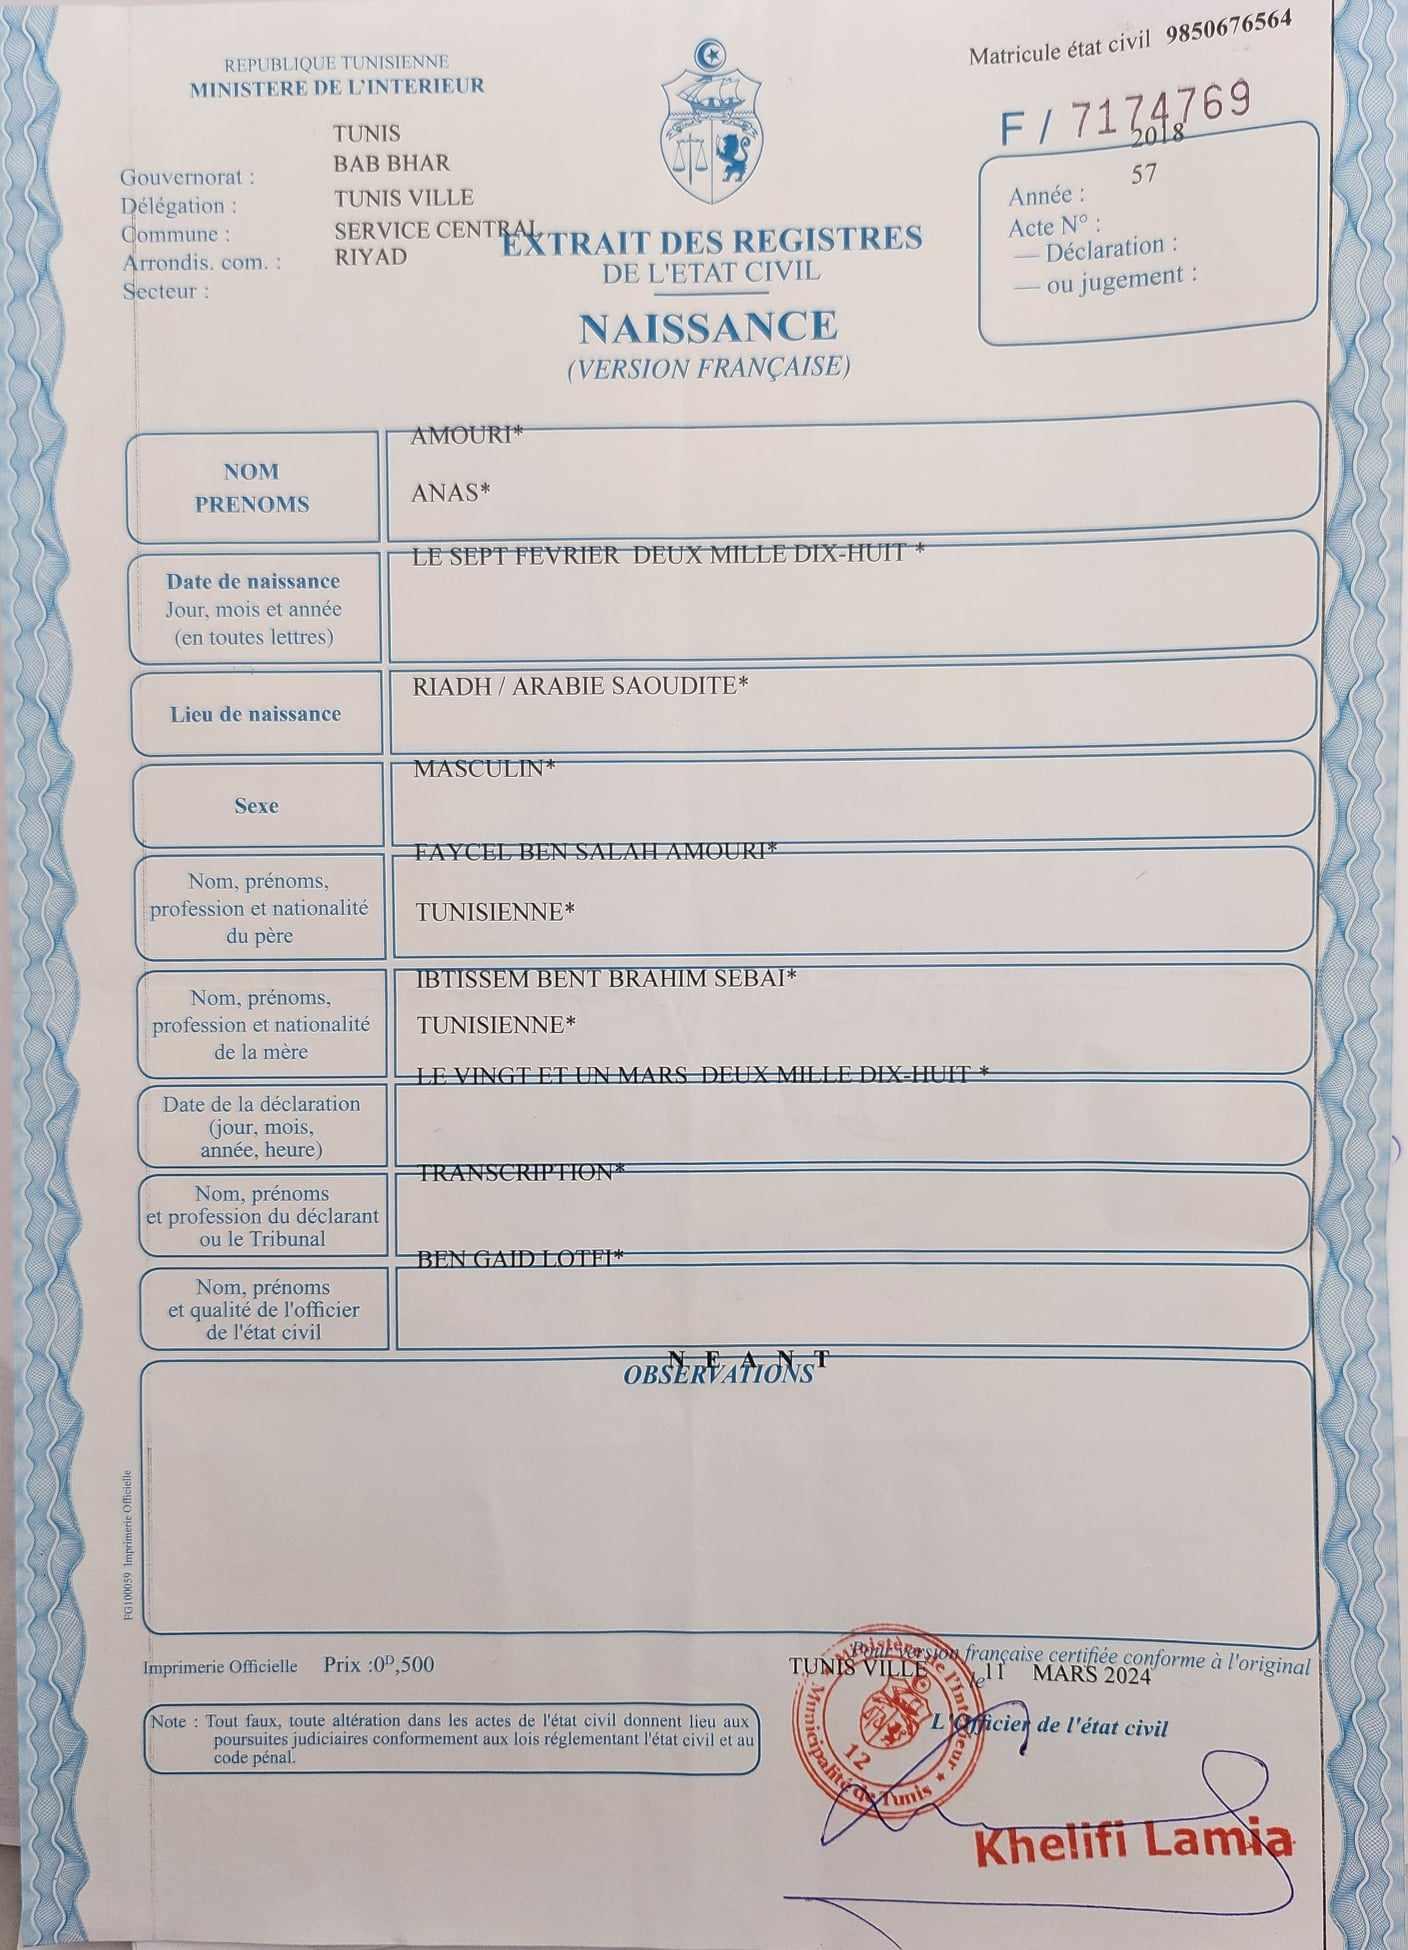 Matricule état civil 9850676564
REPUBLIQUE TUNISIENNE
MINISTERE DE L'INTERIEUR
F / 7174769
TUNIS
BAB BHAR
TUNIS VILLE
SERVICE CENTRAL
RIYAD
Gouvernorat :
Délégation :
Commune :
Arrondis. com. :
Secteur :
EXTRAIT DES REGISTRES
DE L'ETAT CIVIL
NAISSANCE
(VERSION FRANÇAISE)
2018
57
Année :
Acte N° :
— Déclaration :
— ou jugement :
NOM
PRENOMS
AMOURI*
ANAS*
Date de naissance
Jour, mois et année
(en toutes lettres)
LE SEPT FEVRIER DEUX MILLE DIX-HUIT *
Lieu de naissance
RIADH / ARABIE SAOUDITE*
Sexe
MASCULIN*
Nom, prénoms,
profession et nationalité
du père
FAYCEL BEN SALAH AMOURI*
TUNISIENNE*
Nom, prénoms,
profession et nationalité
de la mère
IBTISSEM BENT BRAHIM SEBAI*
TUNISIENNE*
Date de la déclaration
(jour, mois,
année, heure)
LE VINGT ET UN MARS DEUX MILLE DIX-HUIT *
Nom, prénoms
et profession du déclarant
ou le Tribunal
TRANSCRIPTION*
Nom, prénoms
et qualité de l'officier
de l'état civil
BEN GAID LOTFI*
N E A N T
OBSERVATIONS
FG100059 Imprimerie Officielle
Imprimerie Officielle Prix :0ᴰ,500
Pour version française certifiée conforme à l'original
TUNIS VILLE le 11 MARS 2024
L'Officier de l'état civil
Note : Tout faux, toute altération dans les actes de l'état civil donnent lieu aux
poursuites judiciaires conformement aux lois réglementant l'état civil et au
code pénal.
Ministère de l'Intérieur
12
Municipalité de Tunis
Khelifi Lamia